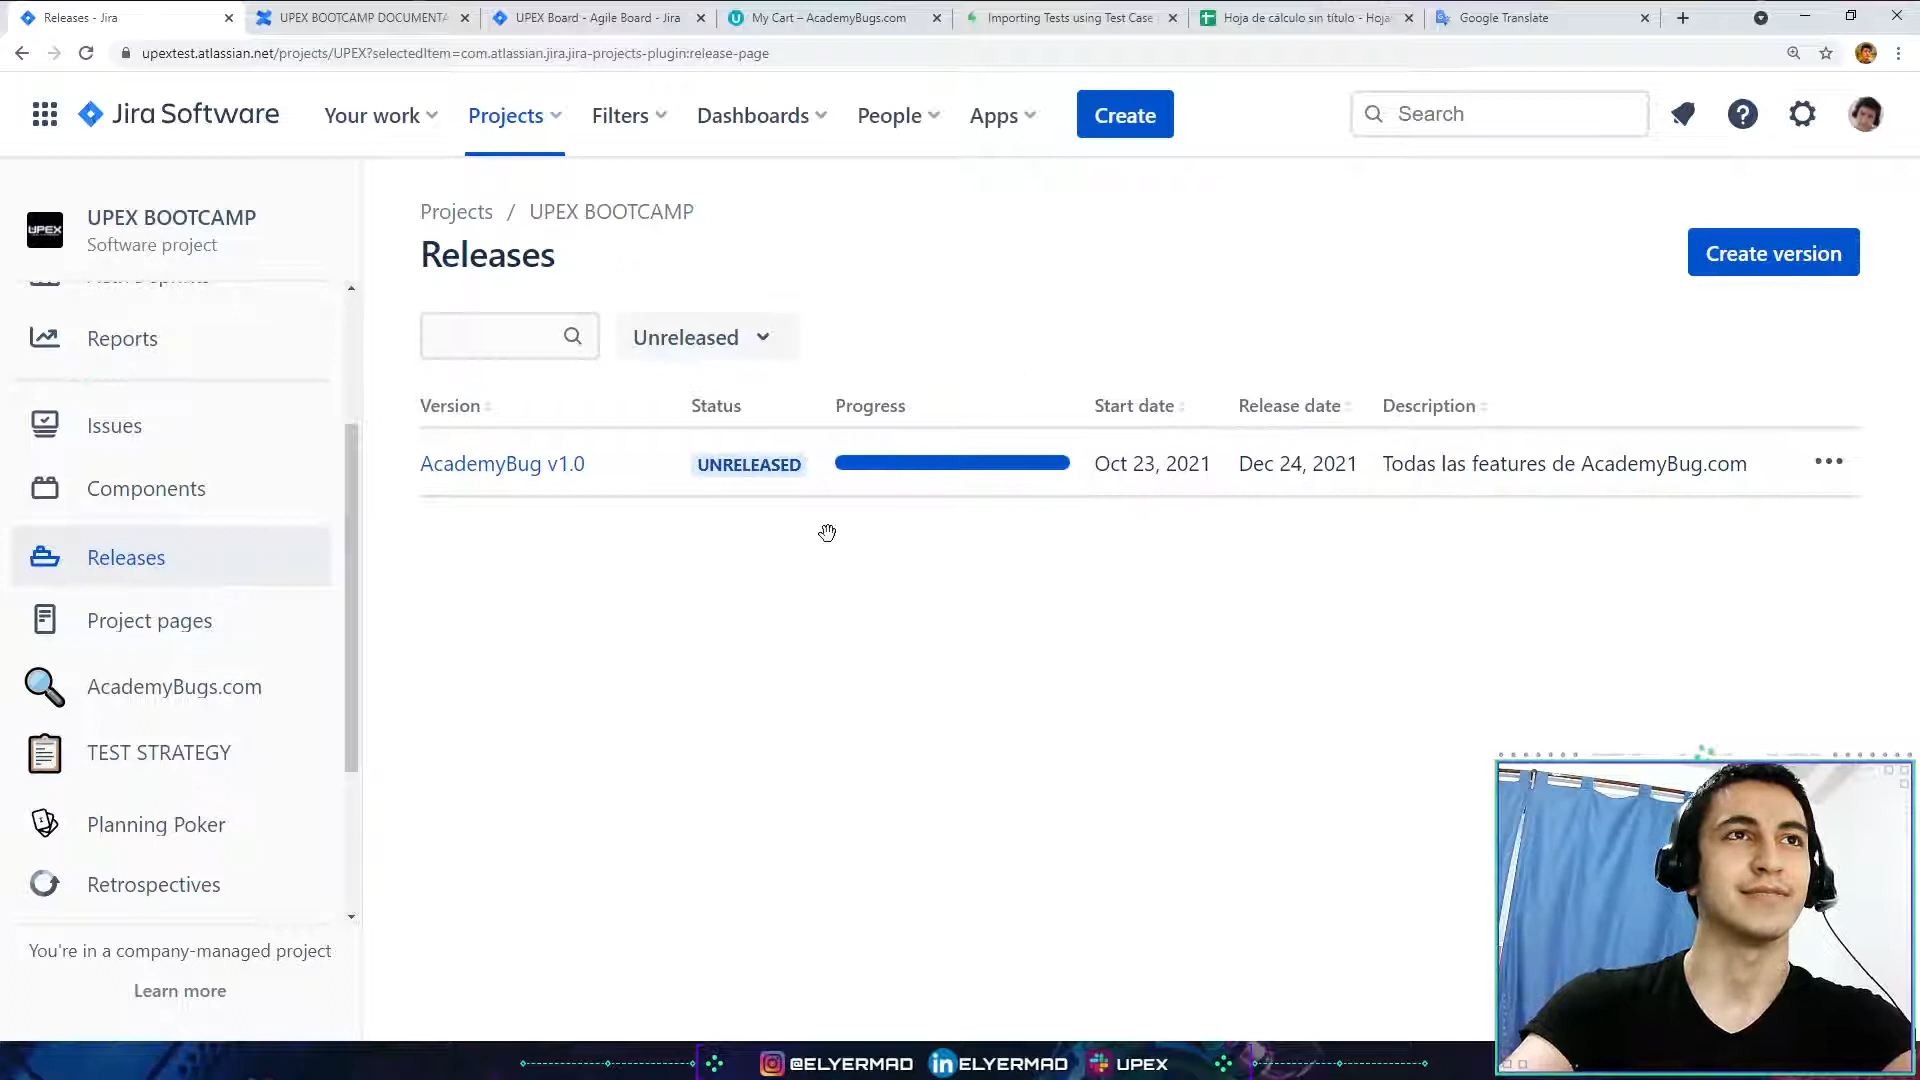 Releases - Jira
UPEX BOOTCAMP DOCUMENTA
UPEX Board - Agile Board - Jira
My Cart – AcademyBugs.com
Importing Tests using Test Case
Hoja de cálculo sin título - Hoja
Google Translate
upextest.atlassian.net/projects/UPEX?selectedItem=com.atlassian.jira.jira-projects-plugin:release-page
Jira Software
Your work
Projects
Filters
Dashboards
People
Apps
Create
Search
UPEX
UPEX BOOTCAMP
Software project
Reports
Issues
Components
Releases
Project pages
AcademyBugs.com
TEST STRATEGY
Planning Poker
Retrospectives
You're in a company-managed project
Learn more
Projects / UPEX BOOTCAMP
Releases
Create version
Unreleased
Version Status Progress Start date Release date Description
AcademyBug v1.0 UNRELEASED Oct 23, 2021 Dec 24, 2021 Todas las features de AcademyBug.com
@ELYERMAD
in ELYERMAD
UPEX